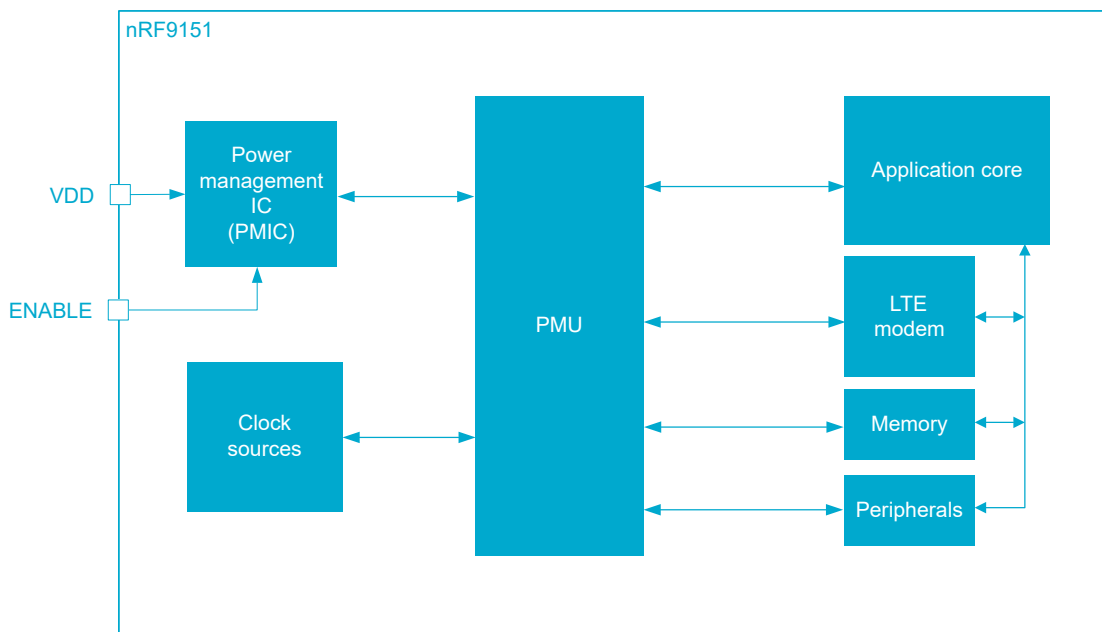 nRF9151
Power
management
IC
(PMIC)
VDD
ENABLE
Clock
sources
PMU
Application core
LTE
modem
Memory
Peripherals